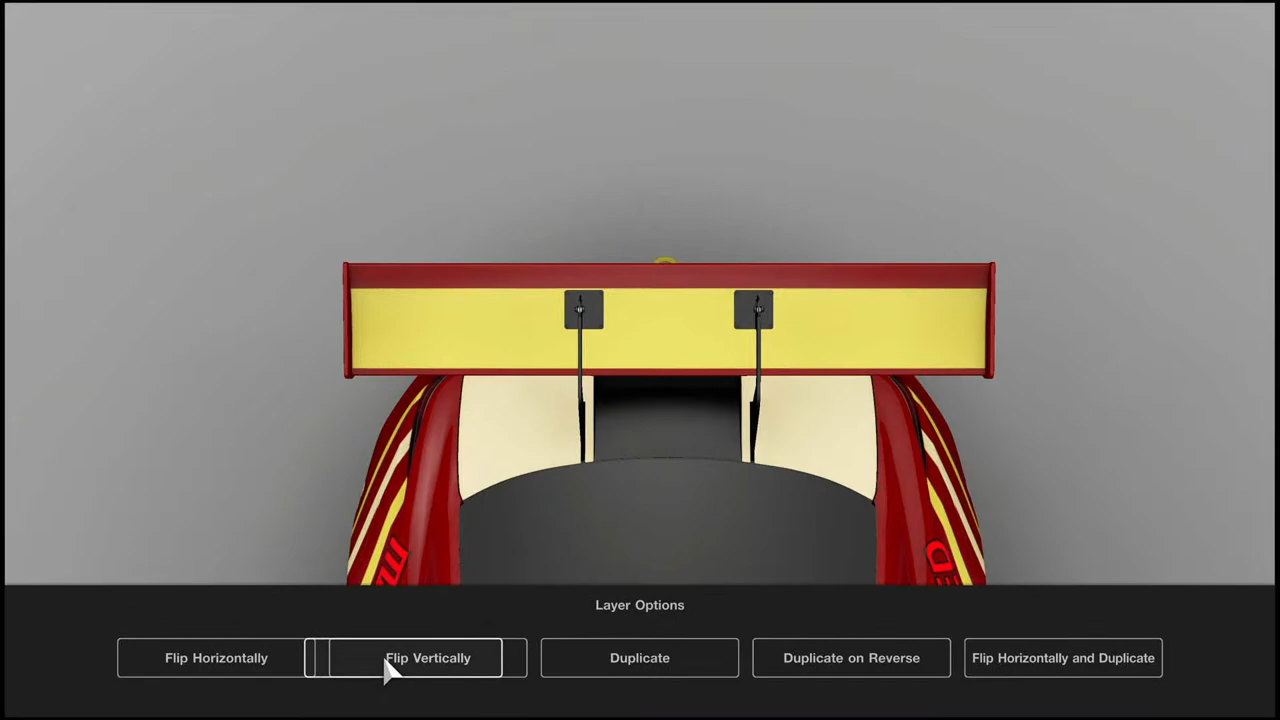 Layer Options
Flip Horizontally
Flip Vertically
Duplicate
Duplicate on Reverse
Flip Horizontally and Duplicate